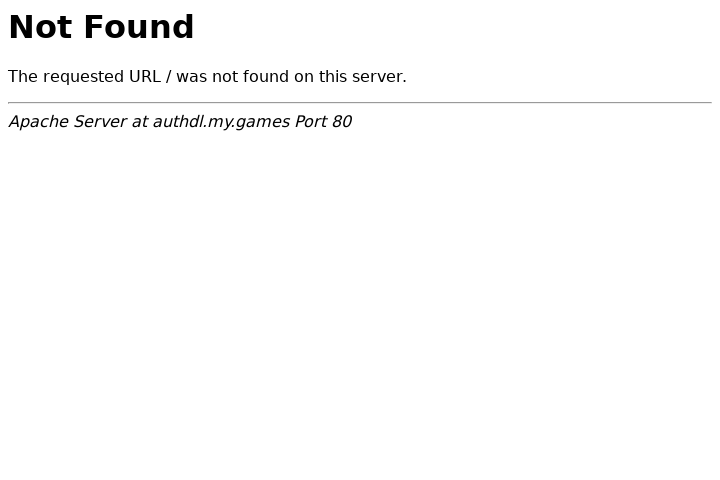 Not Found
The requested URL / was not found on this server.
Apache Server at authdl.my.games Port 80